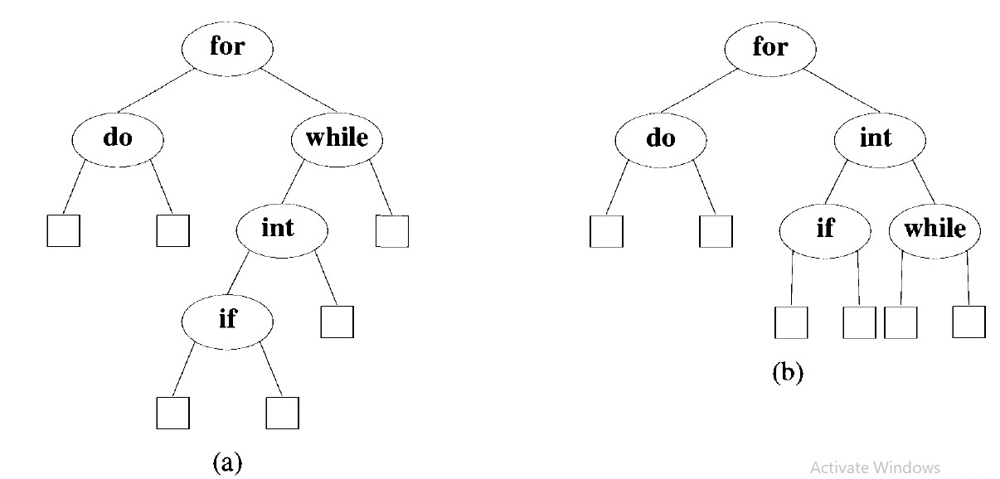 for
for
do
while
do
int
int
if
while
if
(b)
(a)
Activate Windows